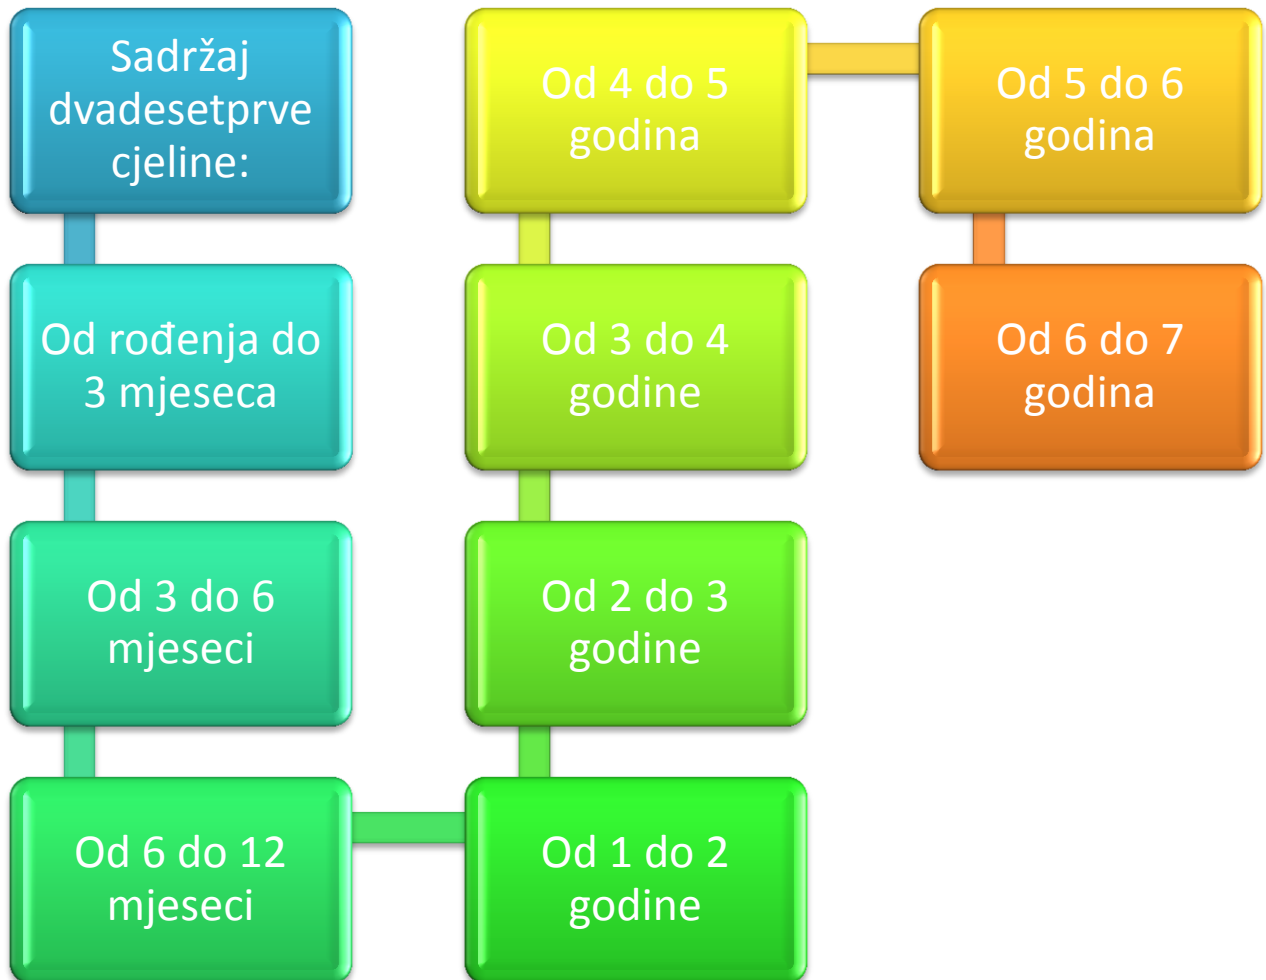 Sadržaj
dvadesetprve
cjeline:
Od rođenja do
3 mjeseca
Od 3 do 6
mjeseci
Od 6 do 12
mjeseci
Od 1 do 2
godine
Od 2 do 3
godine
Od 3 do 4
godine
Od 4 do 5
godina
Od 5 do 6
godina
Od 6 do 7
godina